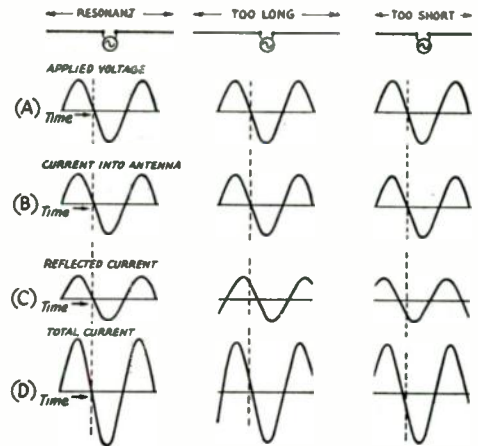 RESONANT TOO LONG TOO SHORT
APPLIED VOLTAGE
(A)
Time
CURRENT INTO ANTENNA
(B)
Time
REFLECTED CURRENT
(C)
Time
TOTAL CURRENT
(D)
Time